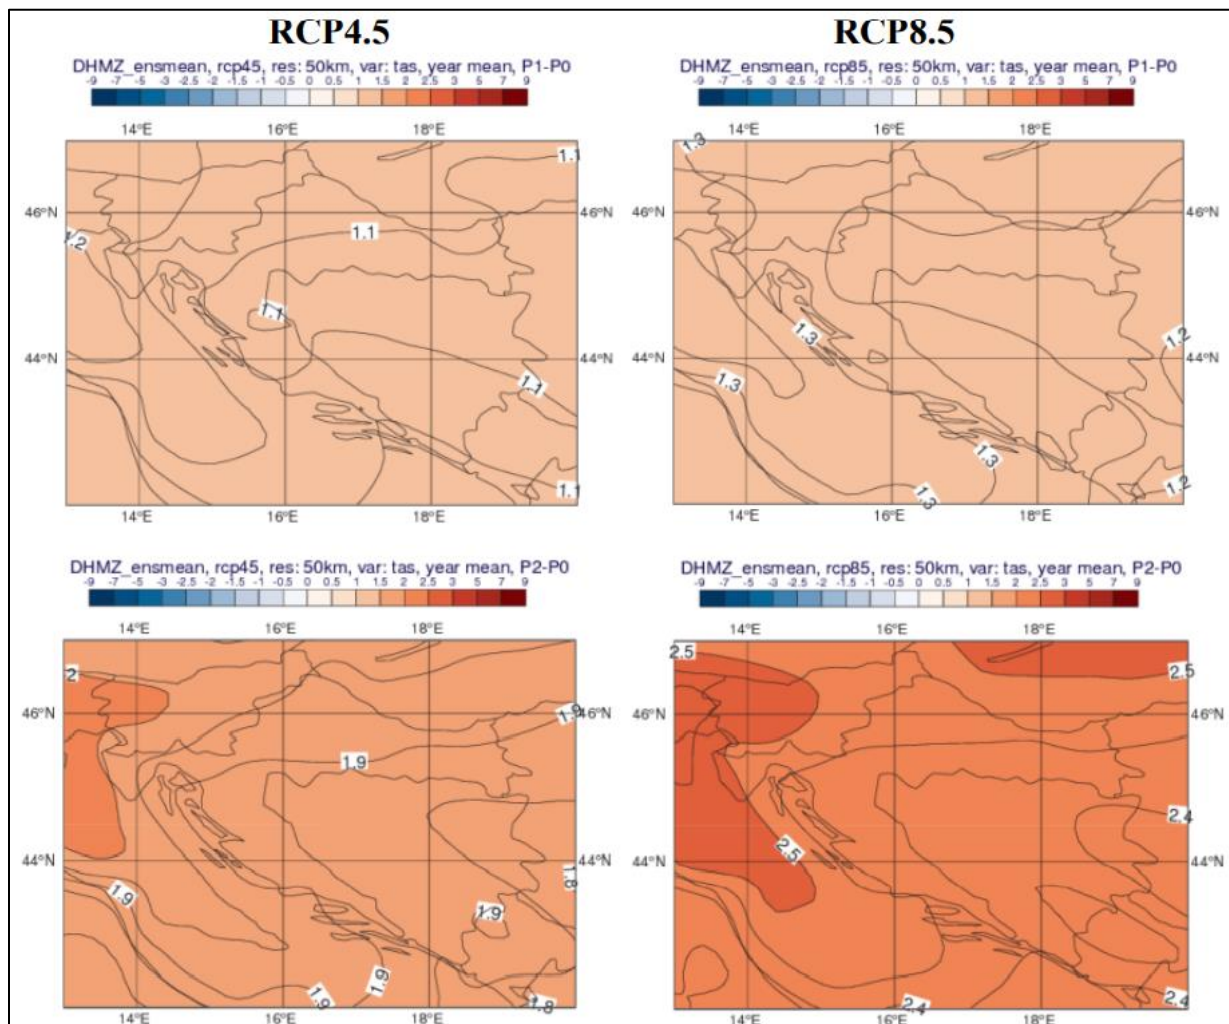 RCP4.5 RCP8.5
DHMZ_ensmean, rcp45, res: 50km, var: tas, year mean, P1-P0 DHMZ_ensmean, rcp85, res: 50km, var: tas, year mean, P1-P0
-9 -7 -5 -3 -2.5 -2 -1.5 -1 -0.5 0 0.5 1 1.5 2 2.5 3 5 7 9 -9 -7 -5 -3 -2.5 -2 -1.5 -1 -0.5 0 0.5 1 1.5 2 2.5 3 5 7 9
14°E 16°E 18°E 14°E 16°E 18°E
1.1 1.3
46°N 46°N 46°N
1.2 1.1
1.1 1.3 1.2
44°N 44°N 44°N
1.1 1.3
1.3
1.1 1.3 1.2
14°E 16°E 18°E 14°E 16°E 18°E
DHMZ_ensmean, rcp45, res: 50km, var: tas, year mean, P2-P0 DHMZ_ensmean, rcp85, res: 50km, var: tas, year mean, P2-P0
-9 -7 -5 -3 -2.5 -2 -1.5 -1 -0.5 0 0.5 1 1.5 2 2.5 3 5 7 9 -9 -7 -5 -3 -2.5 -2 -1.5 -1 -0.5 0 0.5 1 1.5 2 2.5 3 5 7 9
14°E 16°E 18°E 14°E 16°E 18°E
2 2.5 2.5
46°N 1.9 46°N 46°N
1.9
2.4
2.5
44°N 1.8 44°N 44°N
1.9 1.9
1.9 1.9 1.8 2.4 2.4
14°E 16°E 18°E 14°E 16°E 18°E